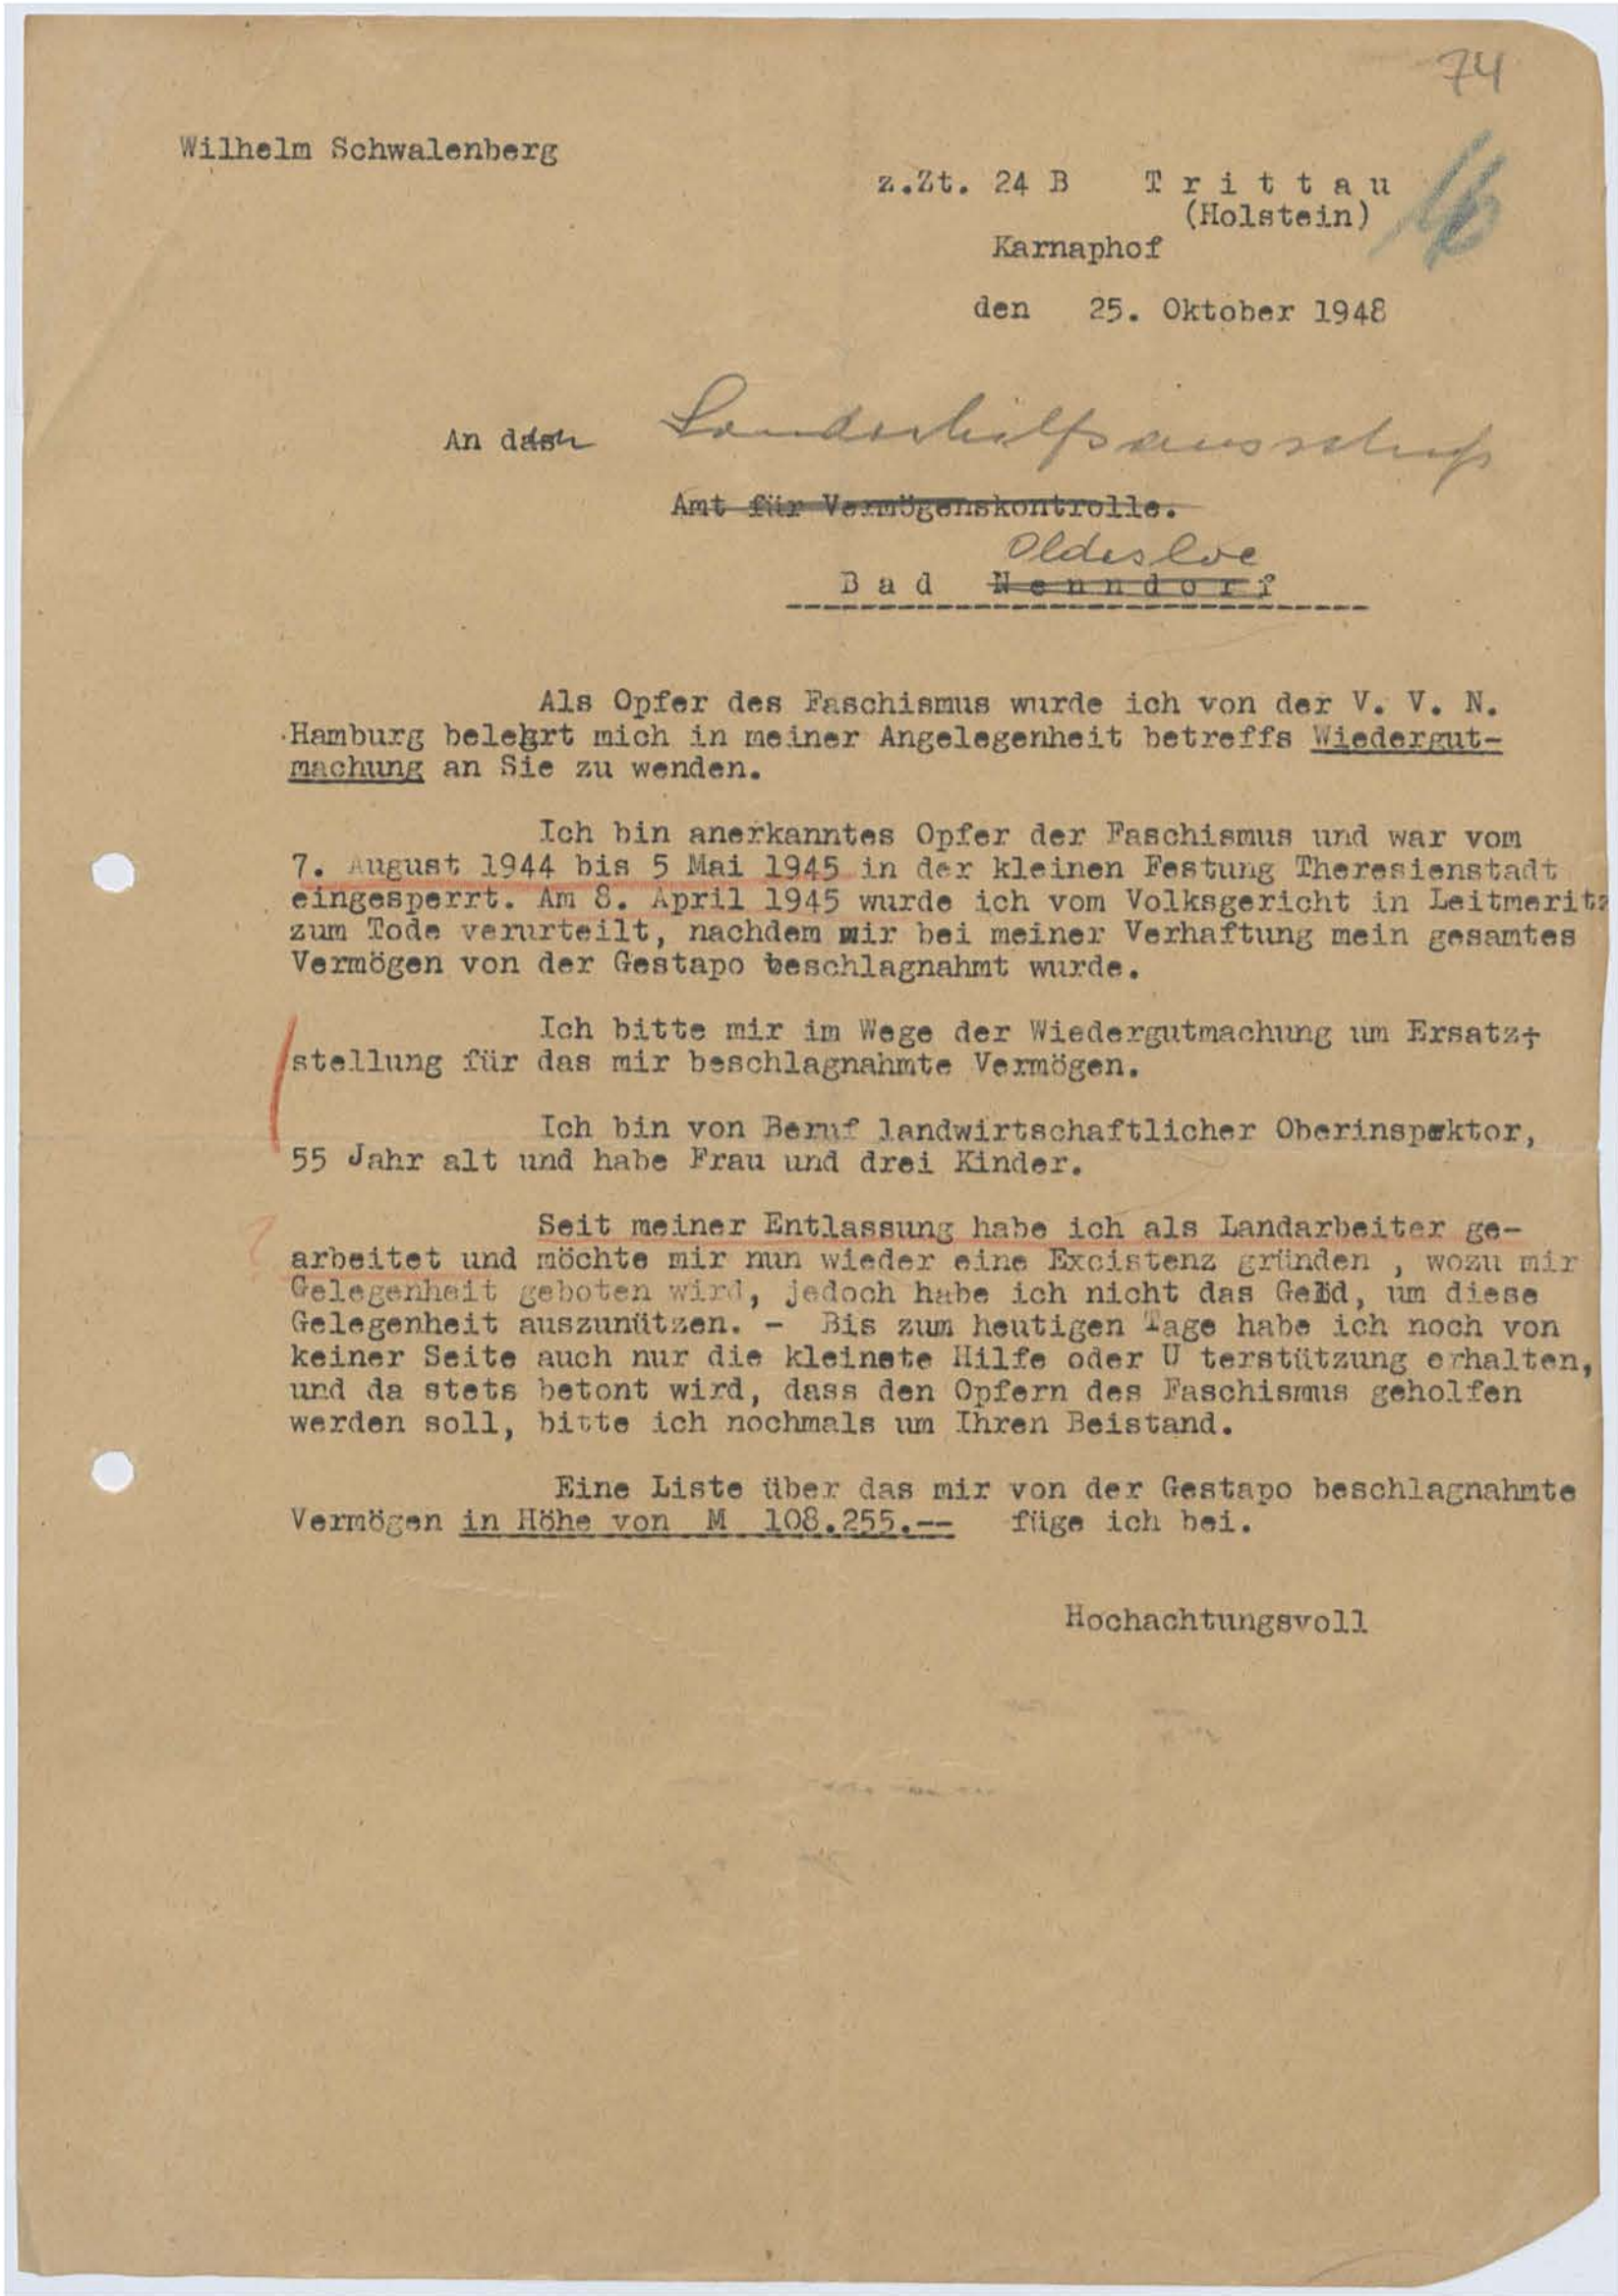 74
Wilhelm Schwalenberg
z.Zt. 24 B Trittau
(Holstein)
Karnaphof
den 25. Oktober 1948
An den Sonderhilfsausschuß
Amt für Vermögenskontrolle.
Oldesloe
Bad Nenndorf
Als Opfer des Faschismus wurde ich von der V. V. N.
Hamburg belehrt mich in meiner Angelegenheit betreffs Wiedergut-
machung an Sie zu wenden.
Ich bin anerkanntes Opfer der Faschismus und war vom
7. August 1944 bis 5 Mai 1945 in der kleinen Festung Theresienstadt
eingesperrt. Am 8. April 1945 wurde ich vom Volksgericht in Leitmeritz
zum Tode verurteilt, nachdem mir bei meiner Verhaftung mein gesamtes
Vermögen von der Gestapo beschlagnahmt wurde.
Ich bitte mir im Wege der Wiedergutmachung um Ersatz+
stellung für das mir beschlagnahmte Vermögen.
Ich bin von Beruf landwirtschaftlicher Oberinspektor,
55 Jahr alt und habe Frau und drei Kinder.
Seit meiner Entlassung habe ich als Landarbeiter ge-
? arbeitet und möchte mir nun wieder eine Excistenz gründen , wozu mir
Gelegenheit geboten wird, jedoch habe ich nicht das Geld, um diese
Gelegenheit auszunützen. - Bis zum heutigen Tage habe ich noch von
keiner Seite auch nur die kleinste Hilfe oder U terstützung erhalten,
und da stets betont wird, dass den Opfern des Faschismus geholfen
werden soll, bitte ich nochmals um Ihren Beistand.
Eine Liste über das mir von der Gestapo beschlagnahmte
Vermögen in Höhe von M 108.255.-- füge ich bei.
Hochachtungsvoll